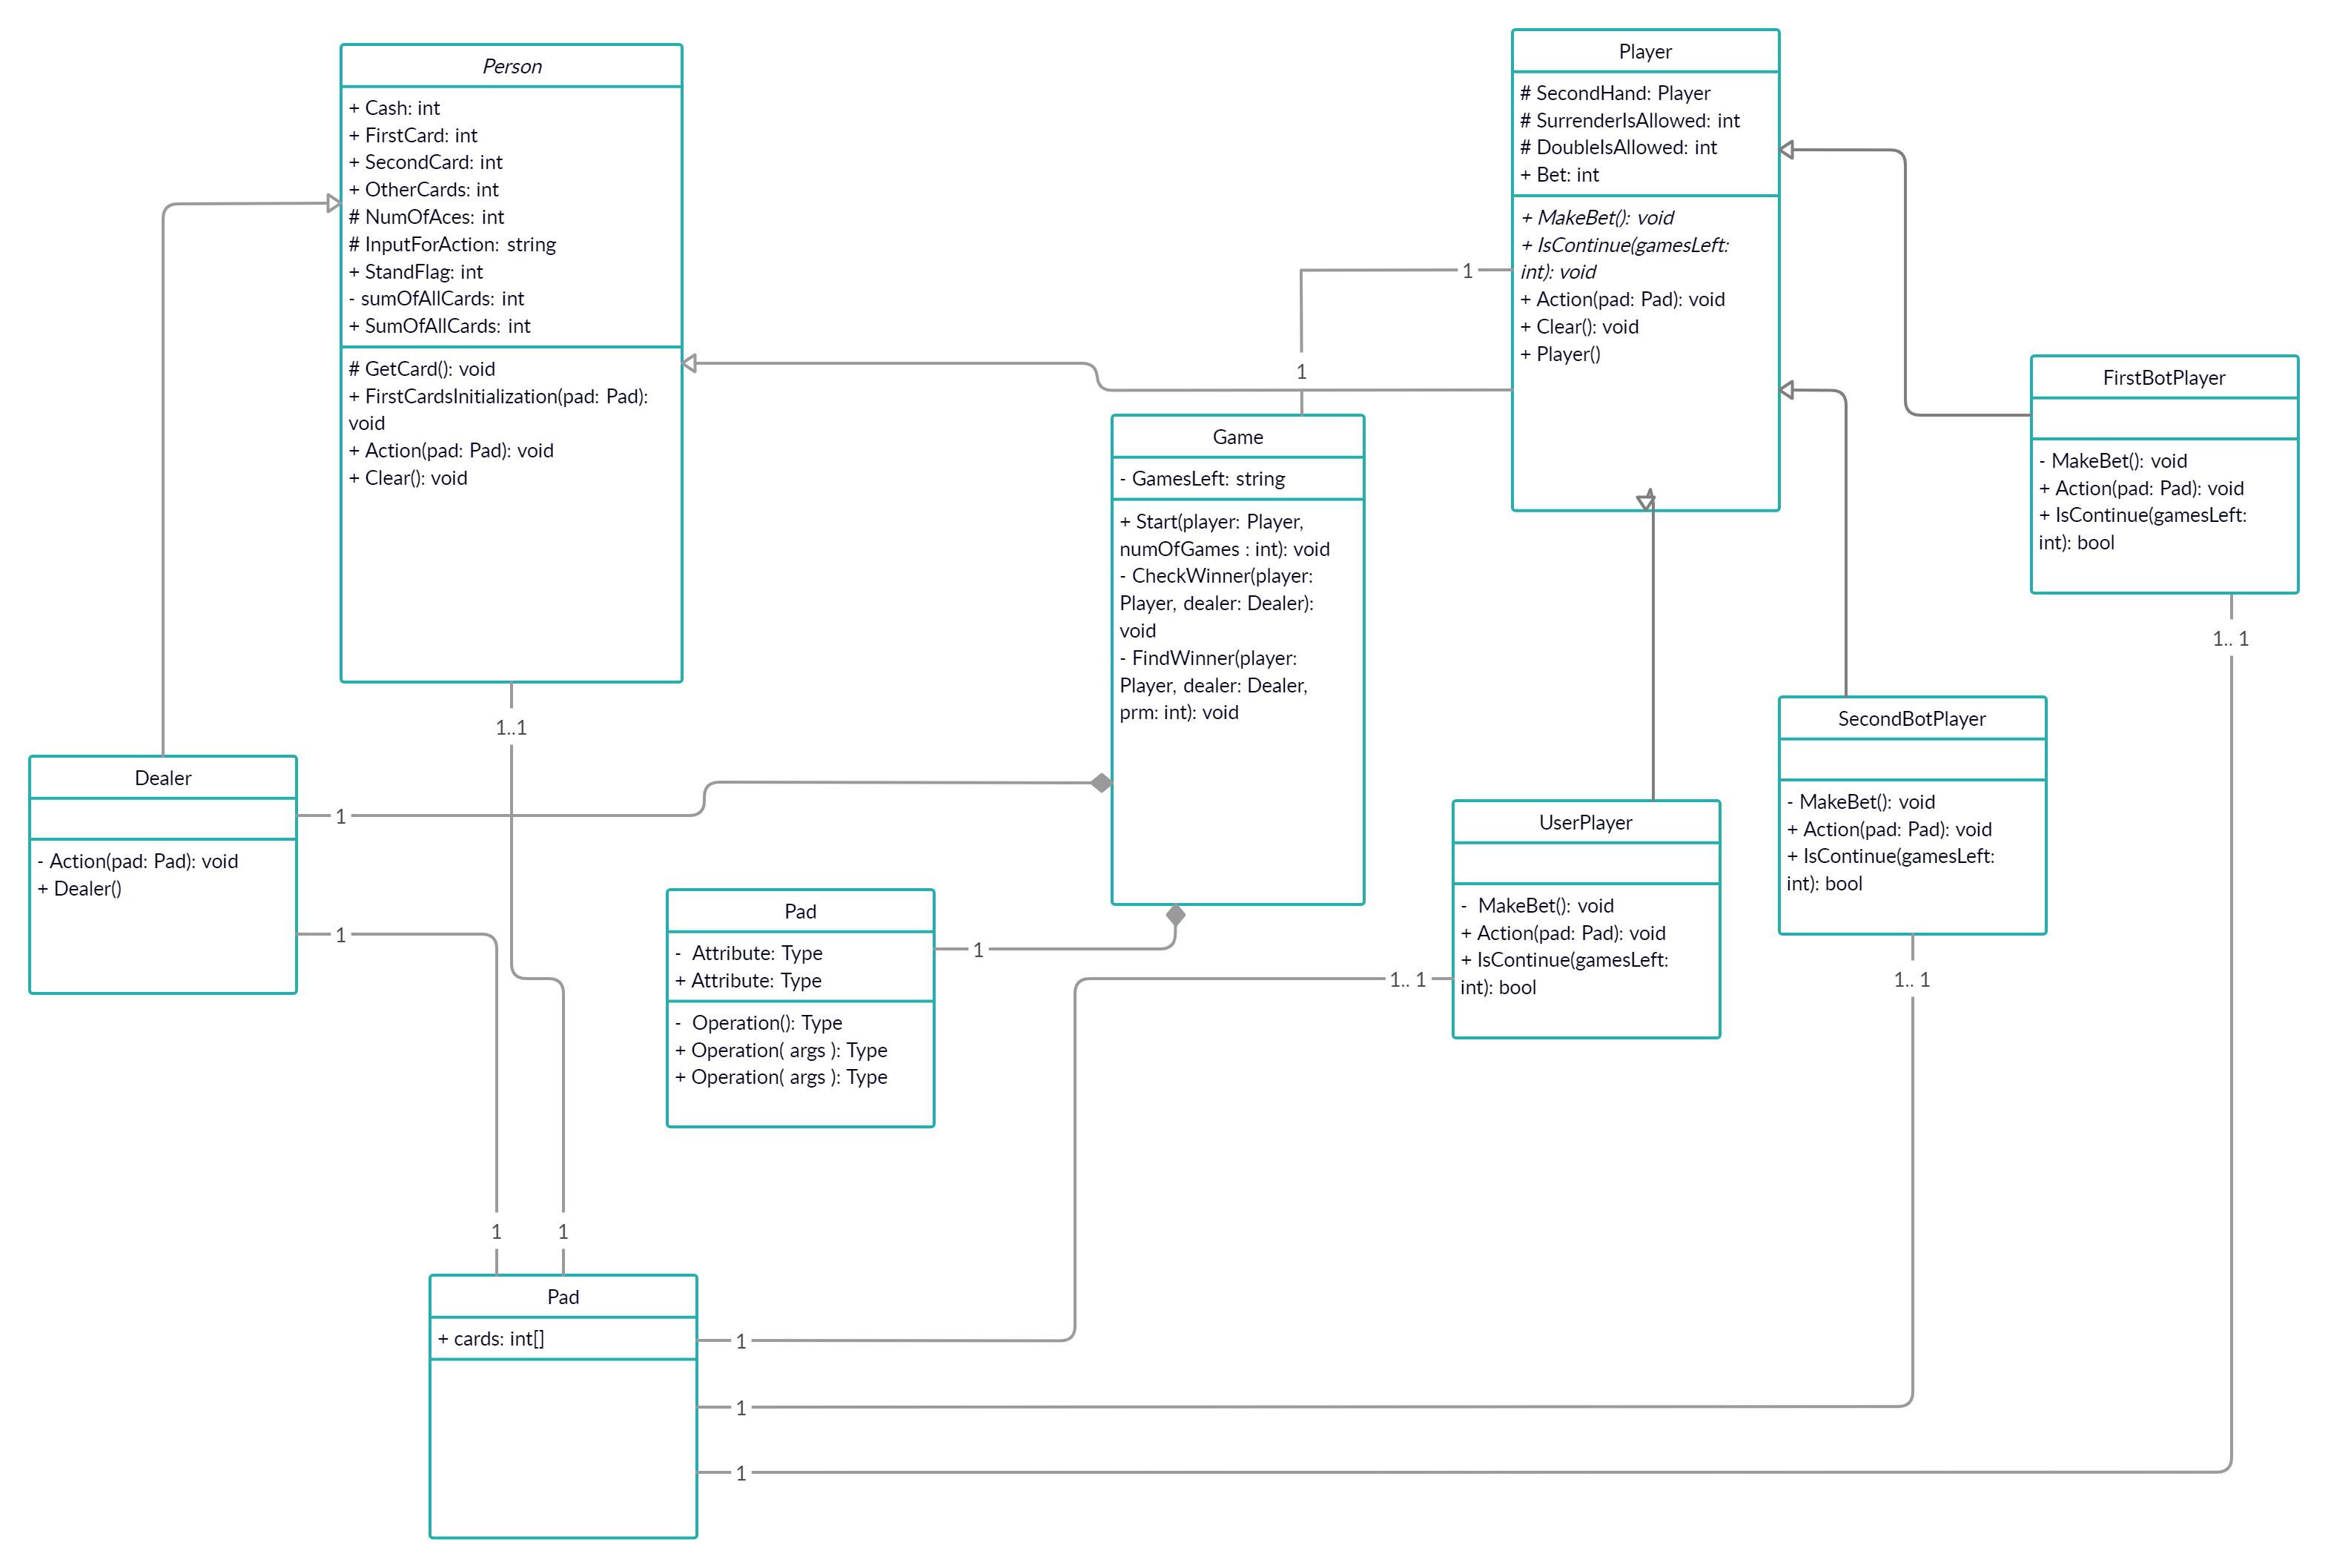 Person
+ Cash: int
+ FirstCard: int
+ SecondCard: int
+ OtherCards: int
# NumOfAces: int
# InputForAction: string
+ StandFlag: int
- sumOfAllCards: int
+ SumOfAllCards: int
# GetCard(): void
+ FirstCardsInitialization(pad: Pad):
void
+ Action(pad: Pad): void
+ Clear(): void
1..1
Player
# SecondHand: Player
# SurrenderIsAllowed: int
# DoubleIsAllowed: int
+ Bet: int
+ MakeBet(): void
+ IsContinue(gamesLeft:
int): void
+ Action(pad: Pad): void
+ Clear(): void
+ Player()
1
1
Game
- GamesLeft: string
+ Start(player: Player,
numOfGames : int): void
- CheckWinner(player:
Player, dealer: Dealer):
void
- FindWinner(player:
Player, dealer: Dealer,
prm: int): void
FirstBotPlayer
- MakeBet(): void
+ Action(pad: Pad): void
+ IsContinue(gamesLeft:
int): bool
1.. 1
SecondBotPlayer
- MakeBet(): void
+ Action(pad: Pad): void
+ IsContinue(gamesLeft:
int): bool
1.. 1
Dealer
- Action(pad: Pad): void
+ Dealer()
1
1
UserPlayer
- MakeBet(): void
+ Action(pad: Pad): void
+ IsContinue(gamesLeft:
int): bool
1.. 1
Pad
- Attribute: Type
+ Attribute: Type
- Operation(): Type
+ Operation( args ): Type
+ Operation( args ): Type
1
1
1
Pad
+ cards: int[]
1
1
1